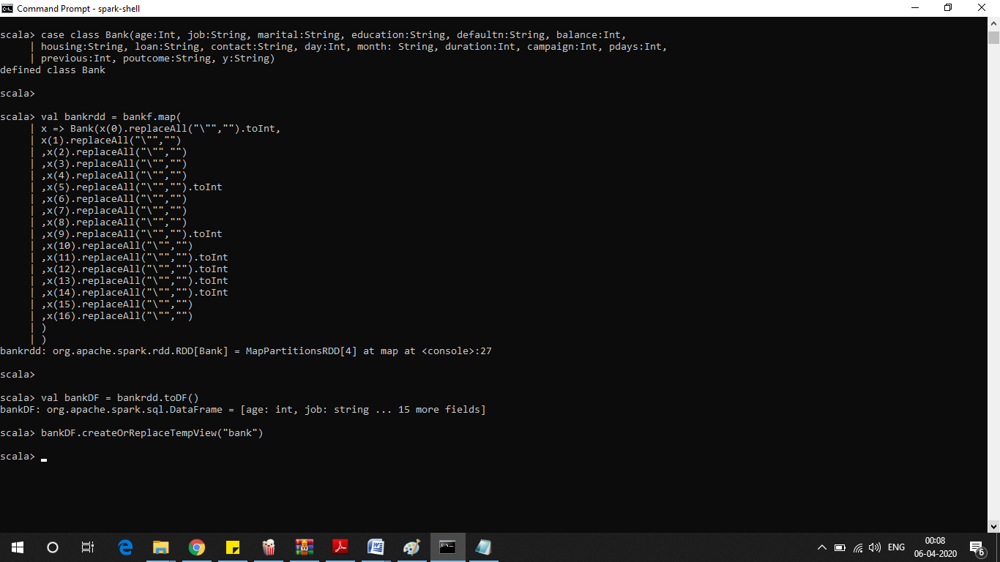 Command Prompt - spark-shell
scala> case class Bank(age:Int, job:String, marital:String, education:String, defaultn:String, balance:Int,
     | housing:String, loan:String, contact:String, day:Int, month: String, duration:Int, campaign:Int, pdays:Int,
     | previous:Int, poutcome:String, y:String)
defined class Bank
scala>
scala> val bankrdd = bankf.map(
     | x => Bank(x(0).replaceAll("\"","").toInt,
     | x(1).replaceAll("\"","")
     | ,x(2).replaceAll("\"","")
     | ,x(3).replaceAll("\"","")
     | ,x(4).replaceAll("\"","")
     | ,x(5).replaceAll("\"","").toInt
     | ,x(6).replaceAll("\"","")
     | ,x(7).replaceAll("\"","")
     | ,x(8).replaceAll("\"","")
     | ,x(9).replaceAll("\"","").toInt
     | ,x(10).replaceAll("\"","")
     | ,x(11).replaceAll("\"","").toInt
     | ,x(12).replaceAll("\"","").toInt
     | ,x(13).replaceAll("\"","").toInt
     | ,x(14).replaceAll("\"","").toInt
     | ,x(15).replaceAll("\"","")
     | ,x(16).replaceAll("\"","")
     | )
     | )
bankrdd: org.apache.spark.rdd.RDD[Bank] = MapPartitionsRDD[4] at map at <console>:27
scala>
scala> val bankDF = bankrdd.toDF()
bankDF: org.apache.spark.sql.DataFrame = [age: int, job: string ... 15 more fields]
scala> bankDF.createOrReplaceTempView("bank")
scala>
ENG
00:08
06-04-2020
6